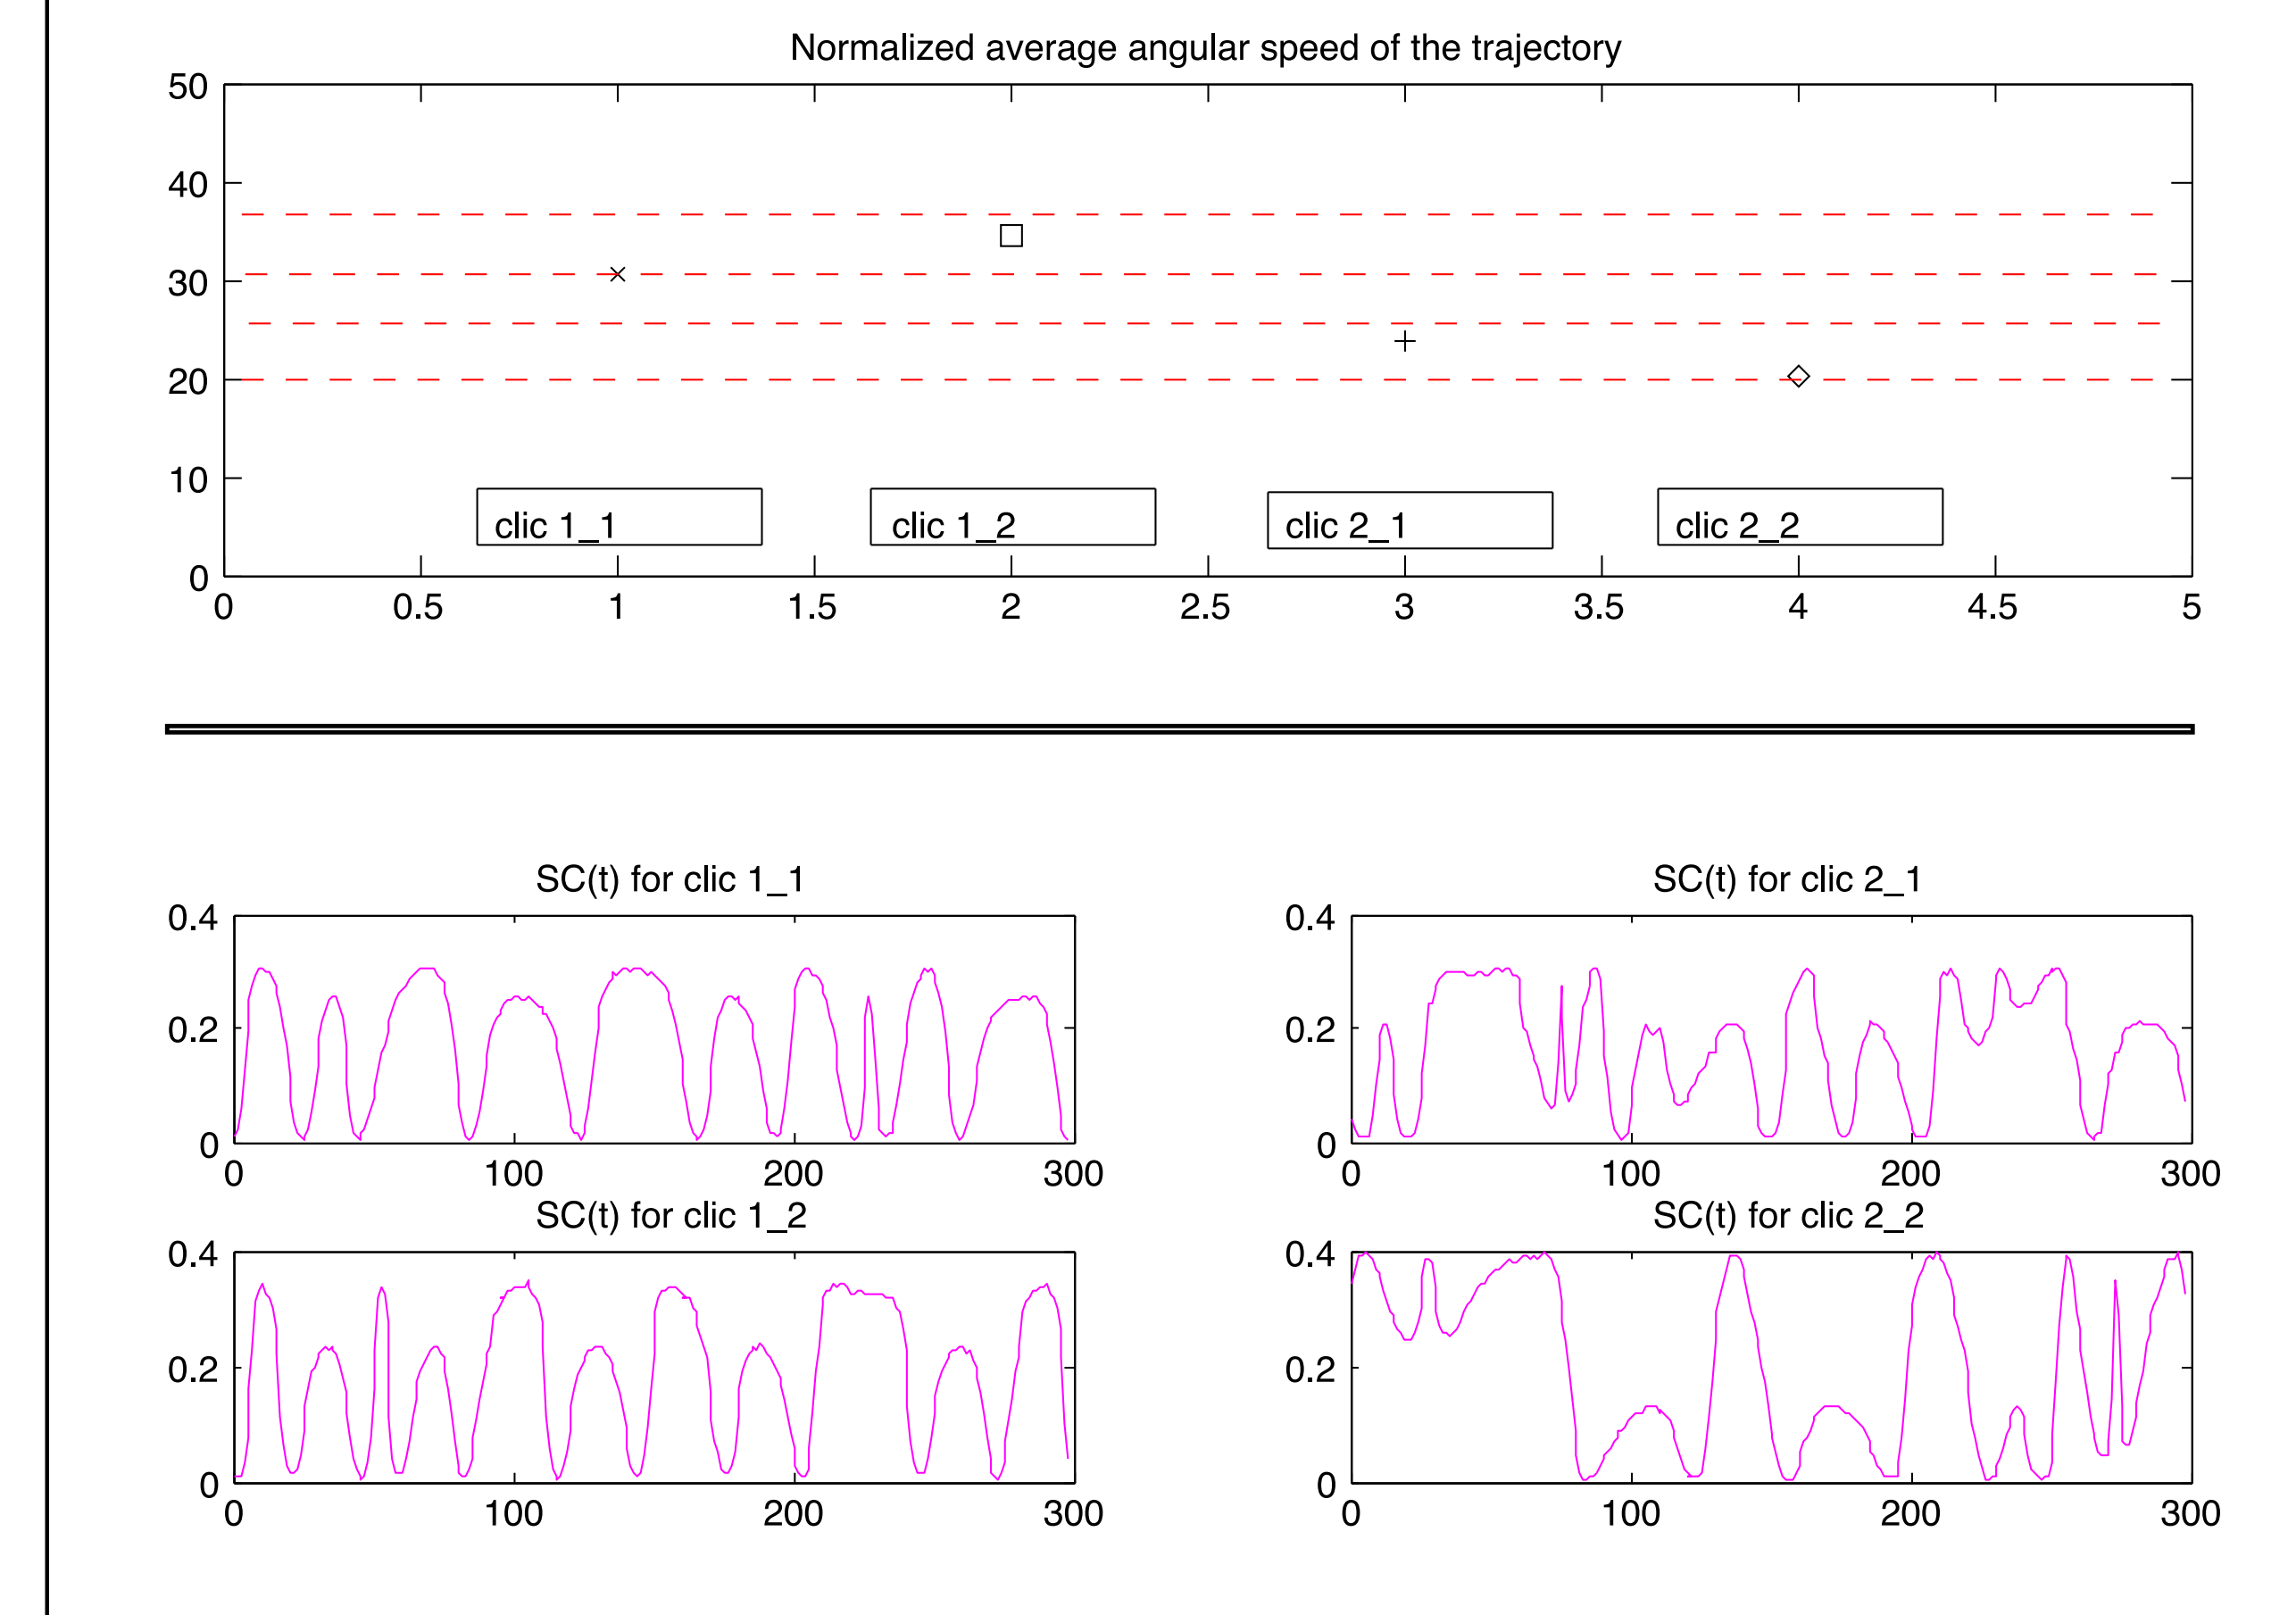 Normalized average angular speed of the trajectory
50
40
30
20
10
0
clic 1_1 clic 1_2 clic 2_1 clic 2_2
0 0.5 1 1.5 2 2.5 3 3.5 4 4.5 5
SC(t) for clic 1_1
0.4
0.2
0
0 100 200 300
SC(t) for clic 2_1
0.4
0.2
0
0 100 200 300
SC(t) for clic 1_2
0.4
0.2
0
0 100 200 300
SC(t) for clic 2_2
0.4
0.2
0
0 100 200 300